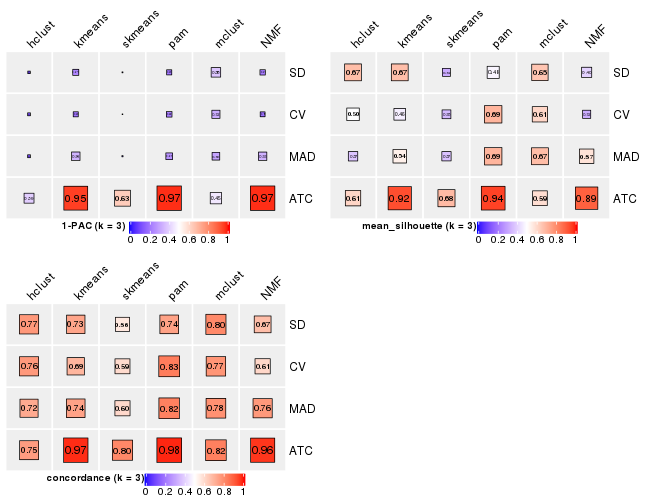 hclust kmeans skmeans pam mclust NMF
SD
CV
MAD
0.95 0.63 0.97 0.45 0.97 ATC
1-PAC (k = 3)
0 0.2 0.4 0.6 0.8 1
hclust kmeans skmeans pam mclust NMF
0.67 0.67 0.65 SD
0.50 0.69 0.61 CV
0.54 0.69 0.67 0.57 MAD
0.61 0.92 0.68 0.94 0.59 0.89 ATC
mean_silhouette (k = 3)
0 0.2 0.4 0.6 0.8 1
hclust kmeans skmeans pam mclust NMF
0.77 0.73 0.56 0.74 0.80 0.67 SD
0.76 0.69 0.59 0.83 0.77 0.61 CV
0.72 0.74 0.60 0.82 0.78 0.76 MAD
0.75 0.97 0.80 0.98 0.82 0.96 ATC
concordance (k = 3)
0 0.2 0.4 0.6 0.8 1